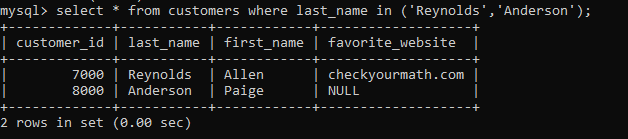 mysql> select * from customers where last_name in ('Reynolds','Anderson');
+-------------+-----------+------------+-------------------+
| customer_id | last_name | first_name | favorite_website  |
+-------------+-----------+------------+-------------------+
|        7000 | Reynolds  | Allen      | checkyourmath.com |
|        8000 | Anderson  | Paige      | NULL              |
+-------------+-----------+------------+-------------------+
2 rows in set (0.00 sec)